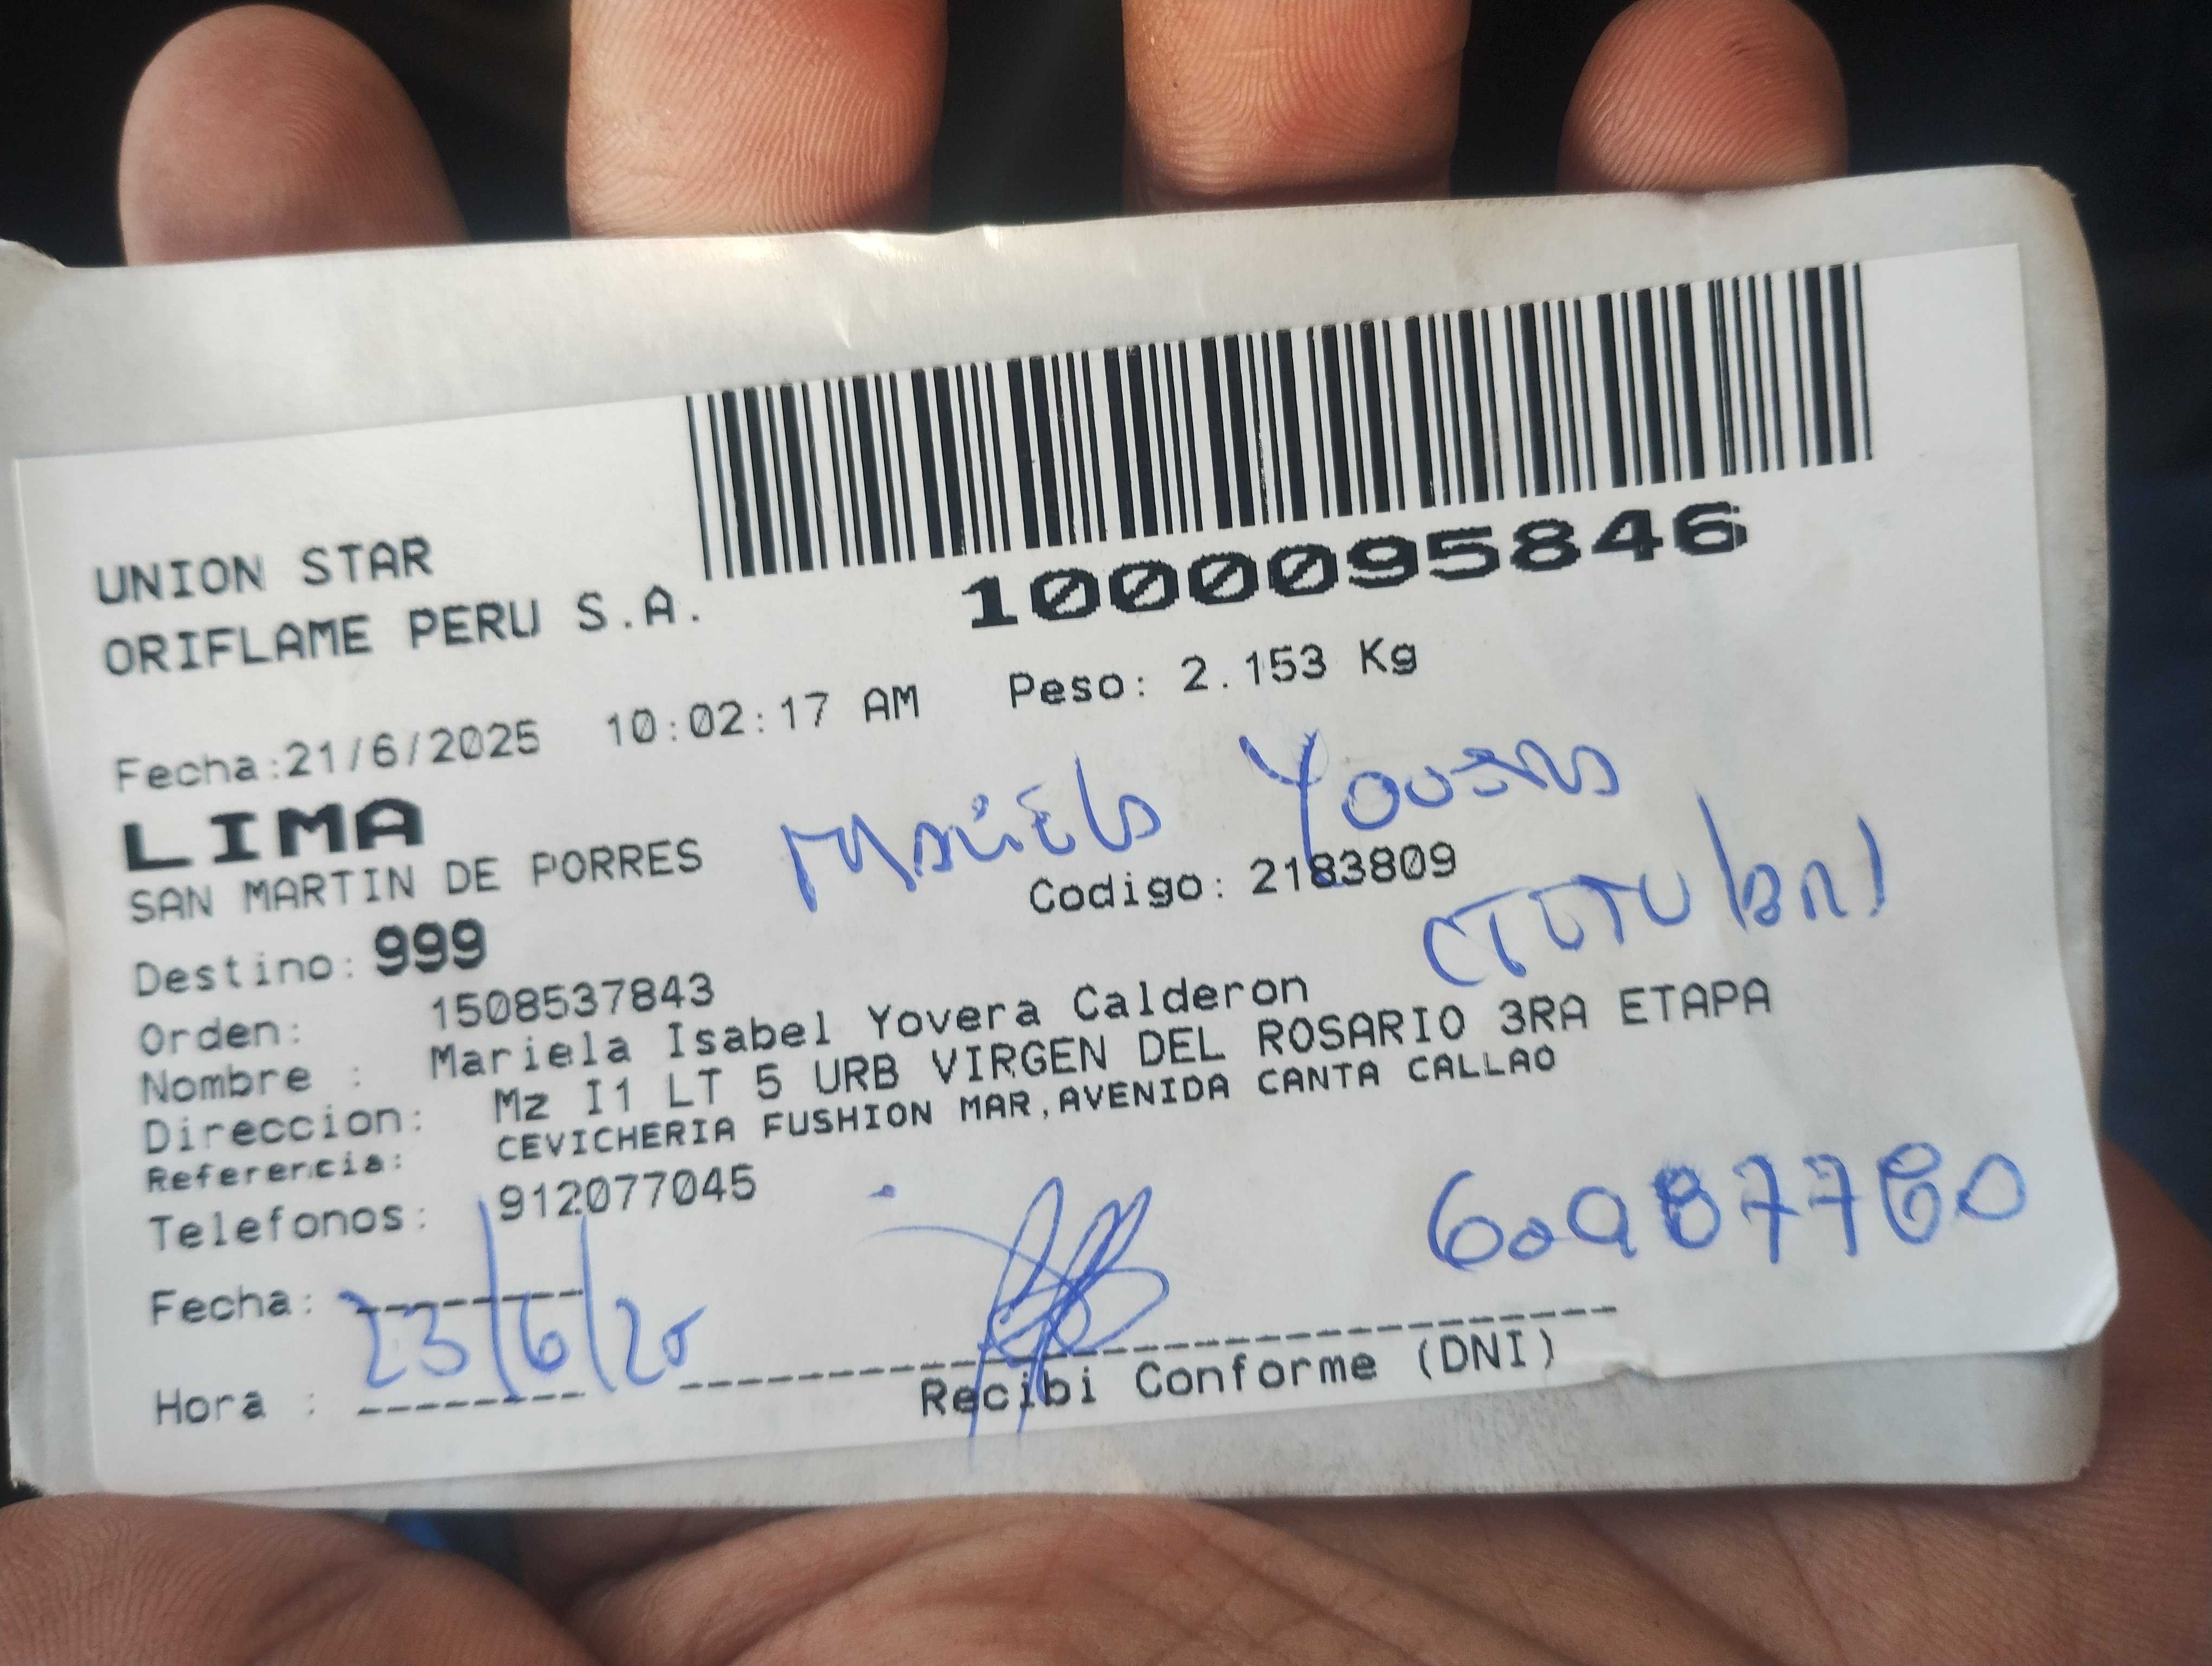 1000095846
UNION STAR
ORIFLAME PERU S.A.
Fecha:21/6/2025 10:02:17 AM Peso: 2.153 Kg
LIMA
SAN MARTIN DE PORRES
Mariela Yovera
Codigo: 2183809
(TITULAR)
Destino: 999
Orden: 1508537843
Nombre : Mariela Isabel Yovera Calderon
Direccion: Mz I1 LT 5 URB VIRGEN DEL ROSARIO 3RA ETAPA
Referencia: CEVICHERIA FUSHION MAR,AVENIDA CANTA CALLAO
Telefonos: 912077045
Fecha: 23/6/25
Hora :
Recibi Conforme (DNI)